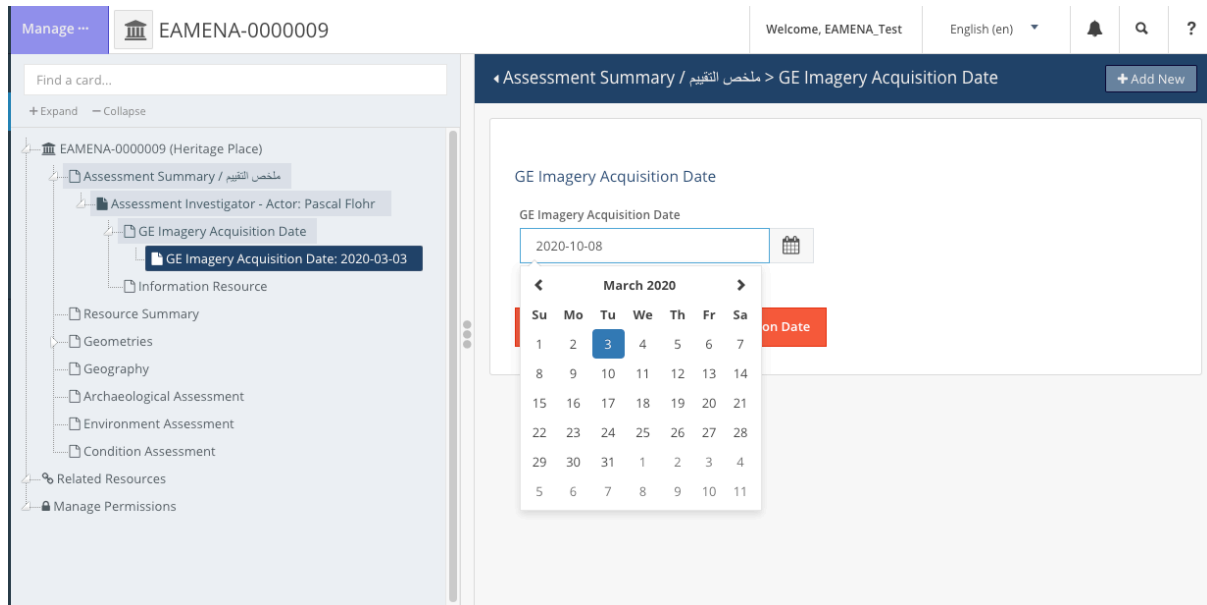 Manage ···
EAMENA-0000009
Welcome, EAMENA_Test
English (en)
?
Find a card...
+ Expand − Collapse
EAMENA-0000009 (Heritage Place)
Assessment Summary / ملخص التقييم
Assessment Investigator - Actor: Pascal Flohr
GE Imagery Acquisition Date
GE Imagery Acquisition Date: 2020-03-03
Information Resource
Resource Summary
Geometries
Geography
Archaeological Assessment
Environment Assessment
Condition Assessment
Related Resources
Manage Permissions
Assessment Summary / ملخص التقييم > GE Imagery Acquisition Date
+ Add New
GE Imagery Acquisition Date
GE Imagery Acquisition Date
2020-10-08
March 2020
Su Mo Tu We Th Fr Sa
1 2 3 4 5 6 7
8 9 10 11 12 13 14
15 16 17 18 19 20 21
22 23 24 25 26 27 28
29 30 31 1 2 3 4
5 6 7 8 9 10 11
on Date